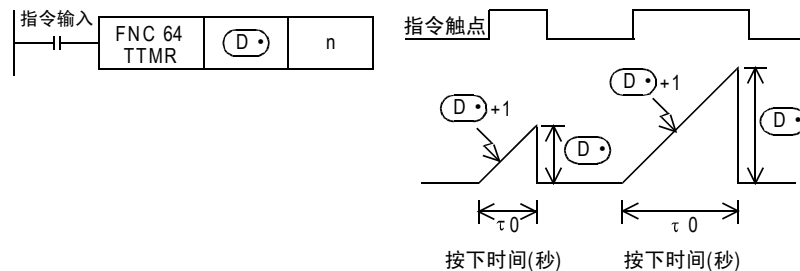 指令输入
FNC 64
TTMR
D •
n
指令触点
D • +1
D •
D • +1
D •
τ0
τ 0
按下时间(秒)
按下时间(秒)